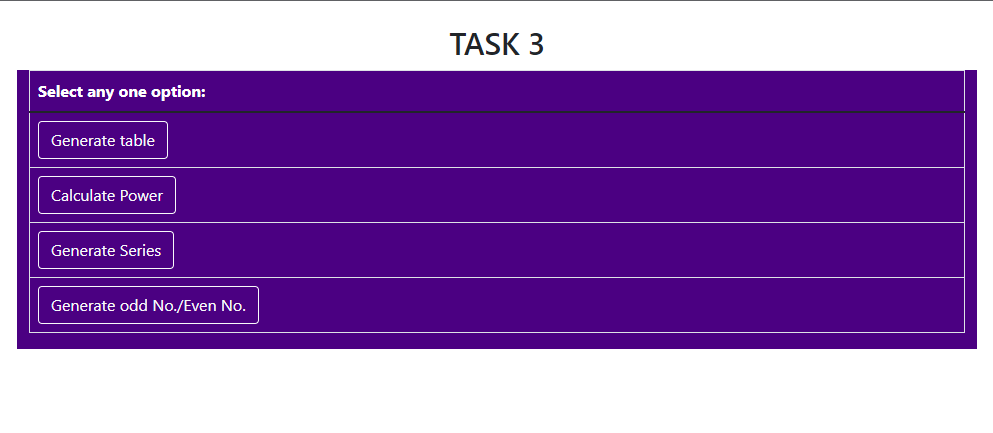 TASK 3
Select any one option:
Generate table
Calculate Power
Generate Series
Generate odd No./Even No.